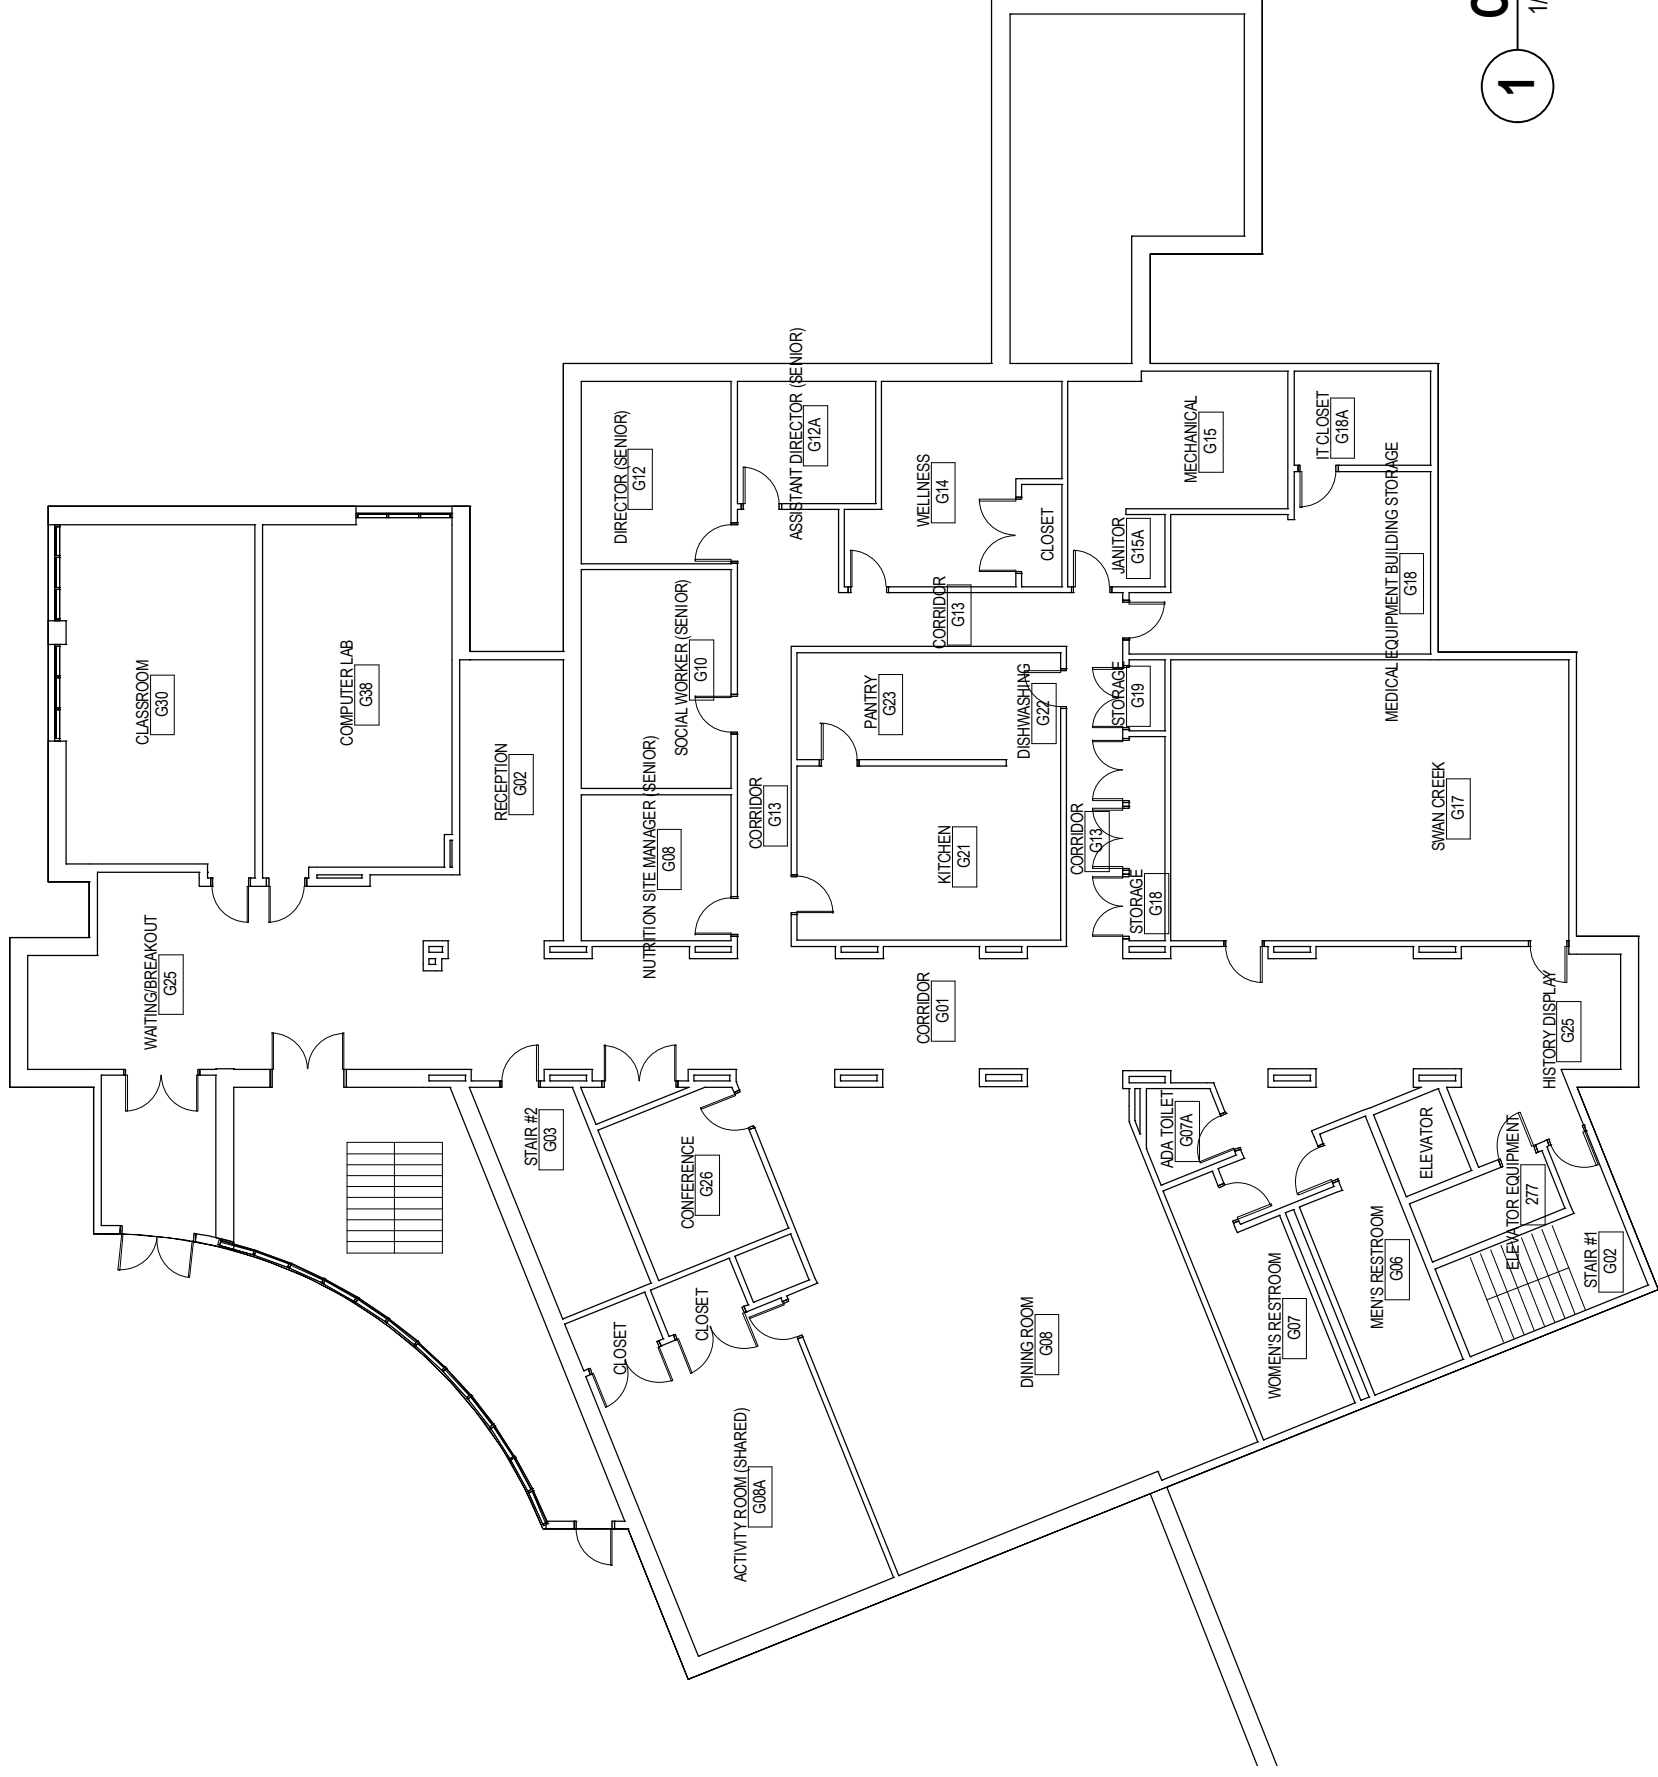 CLASSROOM
G30
COMPUTER LAB
G38
RECEPTION
G02
WAITING/BREAKOUT
G25
DIRECTOR (SENIOR)
G12
ASSISTANT DIRECTOR (SENIOR)
G12A
SOCIAL WORKER (SENIOR)
G10
NUTRITION SITE MANAGER (SENIOR)
G08
WELLNESS
G14
CLOSET
CORRIDOR
G13
CORRIDOR
G13
CORRIDOR
G13
PANTRY
G23
DISHWASHING
G22
KITCHEN
G21
JANITOR
G15A
MECHANICAL
G15
IT CLOSET
G18A
MEDICAL EQUIPMENT BUILDING STORAGE
G18
STORAGE
G19
STORAGE
G18
SWAN CREEK
G17
CORRIDOR
G01
HISTORY DISPLAY
G25
STAIR #2
G03
CONFERENCE
G26
CLOSET
CLOSET
ACTIVITY ROOM (SHARED)
G08A
DINING ROOM
G08
ADA TOILET
G07A
WOMEN'S RESTROOM
G07
MEN'S RESTROOM
G06
ELEVATOR
ELEVATOR EQUIPMENT
277
STAIR #1
G02
1
1/